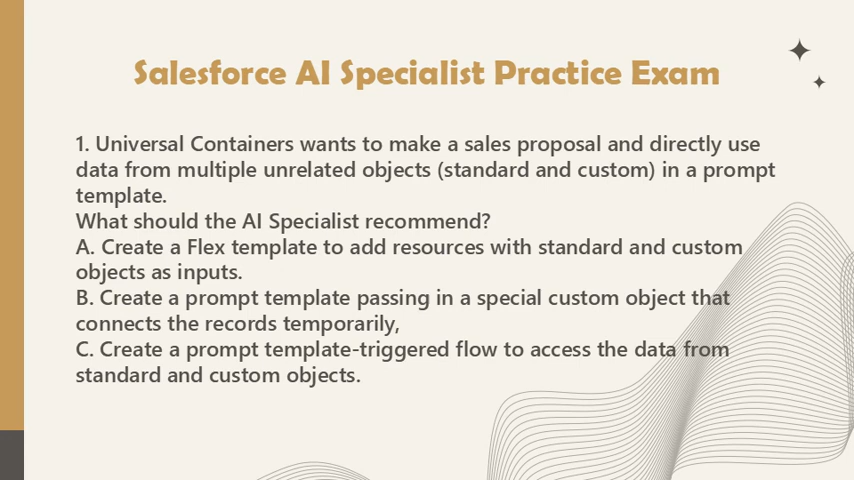 Salesforce AI Specialist Practice Exam
1. Universal Containers wants to make a sales proposal and directly use
data from multiple unrelated objects (standard and custom) in a prompt
template.
What should the AI Specialist recommend?
A. Create a Flex template to add resources with standard and custom
objects as inputs.
B. Create a prompt template passing in a special custom object that
connects the records temporarily,
C. Create a prompt template-triggered flow to access the data from
standard and custom objects.